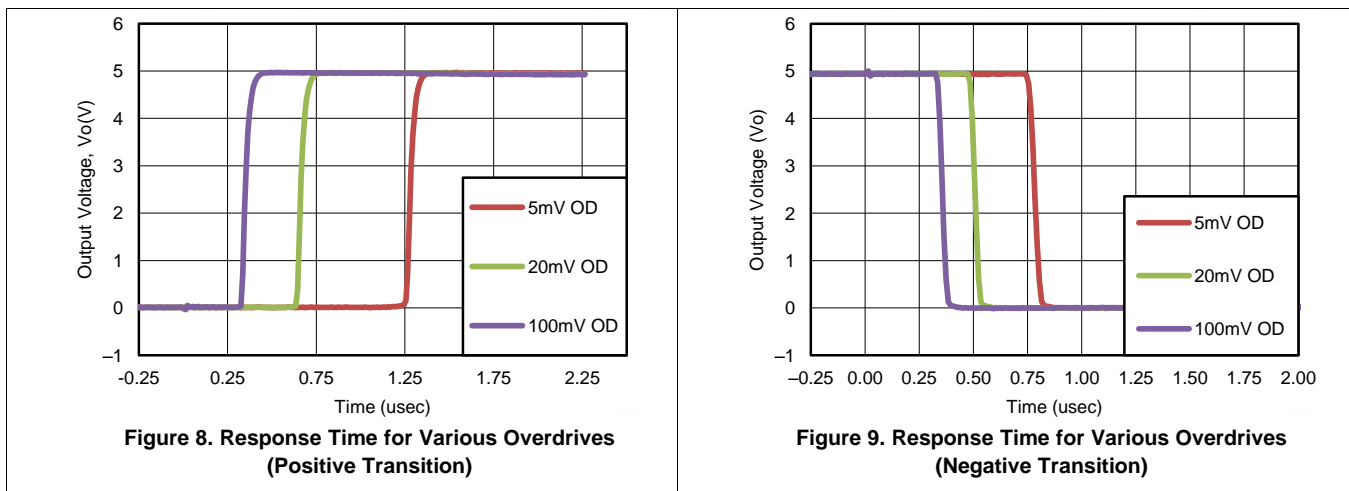 6
5
4
3
2
1
0
–1
Output Voltage, Vo(V)
5mV OD
20mV OD
100mV OD
-0.25 0.25 0.75 1.25 1.75 2.25
Time (usec)
Figure 8. Response Time for Various Overdrives
(Positive Transition)
6
5
4
3
2
1
0
–1
Output Voltage (Vo)
5mV OD
20mV OD
100mV OD
–0.25 0.00 0.25 0.50 0.75 1.00 1.25 1.50 1.75 2.00
Time (usec)
Figure 9. Response Time for Various Overdrives
(Negative Transition)